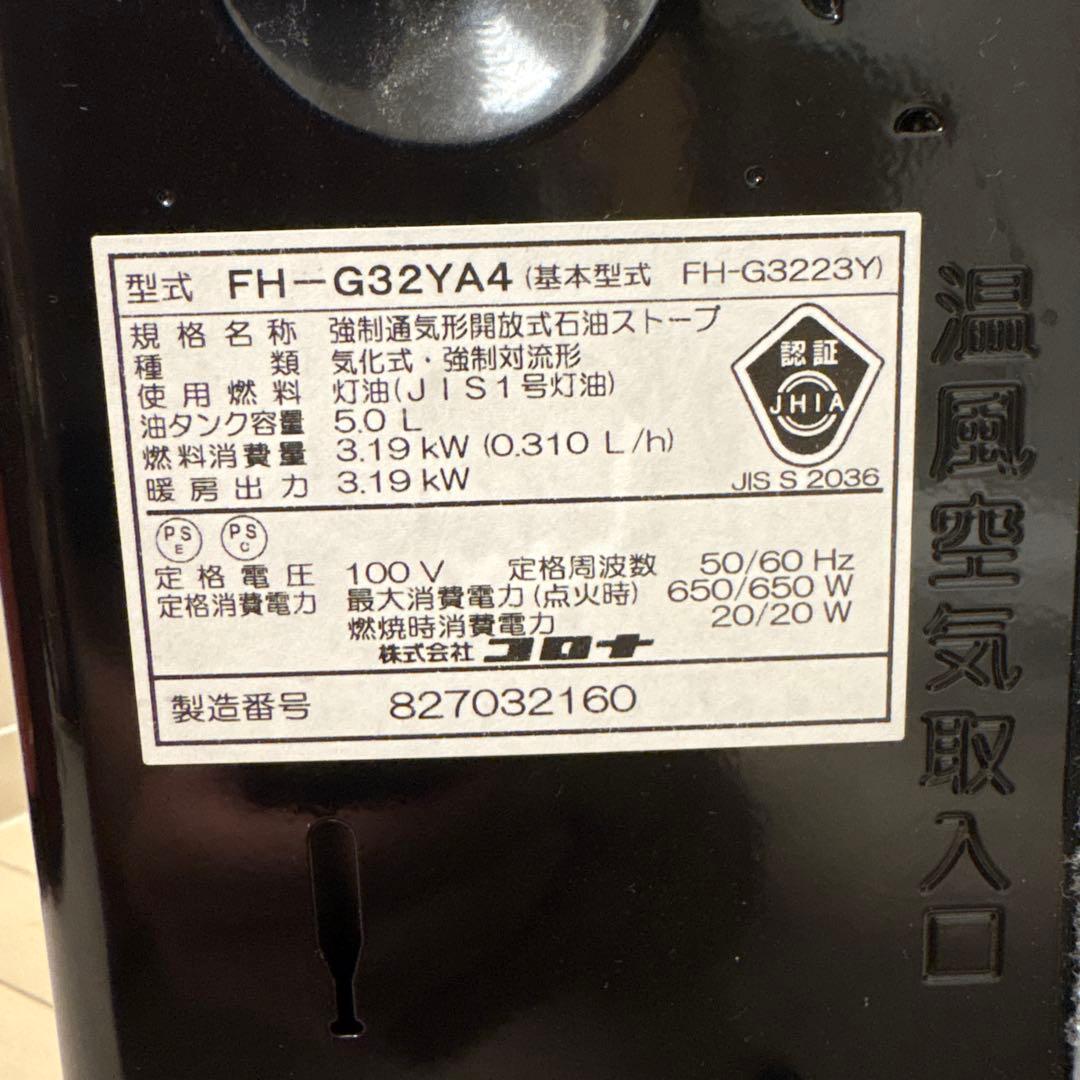 型式 FH-G32YA4 (基本型式 FH-G3223Y)
規格名称 強制通気形開放式石油ストーブ
種類 気化式・強制対流形
使用燃料 灯油(JIS1号灯油)
油タンク容量 5.0 L
燃料消費量 3.19 kW (0.310 L/h)
暖房出力 3.19 kW
認証
JHIA
JIS S 2036
PS E PS C
定格電圧 100 V 定格周波数 50/60 Hz
定格消費電力 最大消費電力(点火時) 650/650 W
燃焼時消費電力 20/20 W
株式会社 コロナ
製造番号 827032160
温風空気取入口